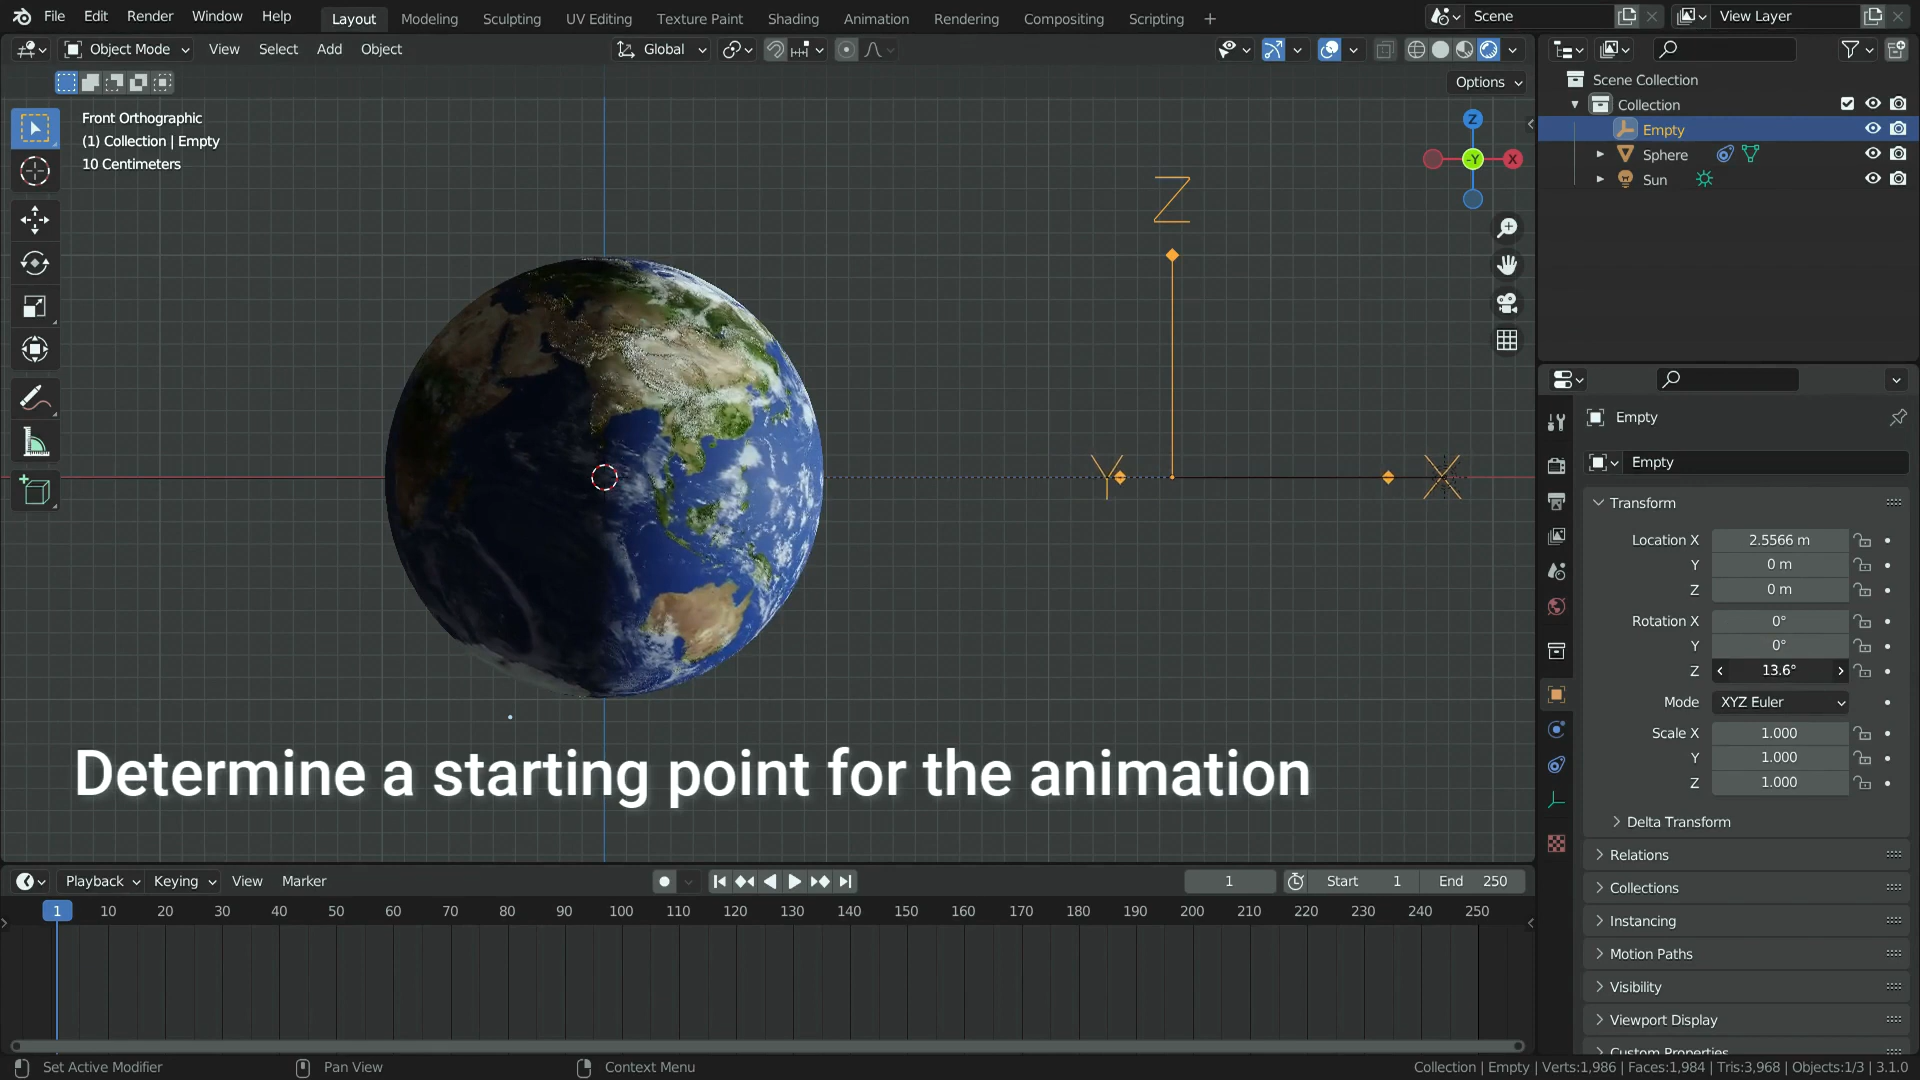 File Edit Render Window Help Layout Modeling Sculpting UV Editing Texture Paint Shading Animation Rendering Compositing Scripting + Scene View Layer
Object Mode View Select Add Object Global
Options
Front Orthographic
(1) Collection | Empty
10 Centimeters
Z
-Y X
Z
Y X
Determine a starting point for the animation
Scene Collection
Collection
Empty
Sphere
Sun
Empty
Empty
Transform
Location X 2.5566 m
Y 0 m
Z 0 m
Rotation X 0°
Y 0°
Z 13.6°
Mode XYZ Euler
Scale X 1.000
Y 1.000
Z 1.000
Delta Transform
Relations
Collections
Instancing
Motion Paths
Visibility
Viewport Display
Custom Properties
Playback Keying View Marker 1 Start 1 End 250
1 10 20 30 40 50 60 70 80 90 100 110 120 130 140 150 160 170 180 190 200 210 220 230 240 250
Set Active Modifier Pan View Context Menu Collection | Empty | Verts:1,986 | Faces:1,984 | Tris:3,968 | Objects:1/3 | 3.1.0